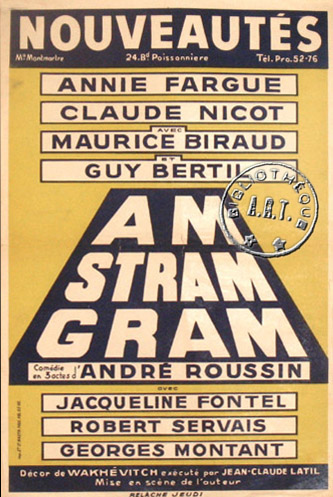 NOUVEAUTÉS
Mº Montmartre 24.Bd Poissonniere Tél. Pro. 52-76
ANNIE FARGUE
CLAUDE NICOT
AVEC
MAURICE BIRAUD
ET
GUY BERTIL
BIBLIOTHÈQUE
A.R.T.
AM
STRAM
GRAM
Comédie
en 3 actes d'
ANDRÉ ROUSSIN
avec
JACQUELINE FONTEL
ROBERT SERVAIS
GEORGES MONTANT
Décor de WAKHÉVITCH exécuté par JEAN-CLAUDE LATIL
Mise en scène de l'auteur
RELÂCHE JEUDI